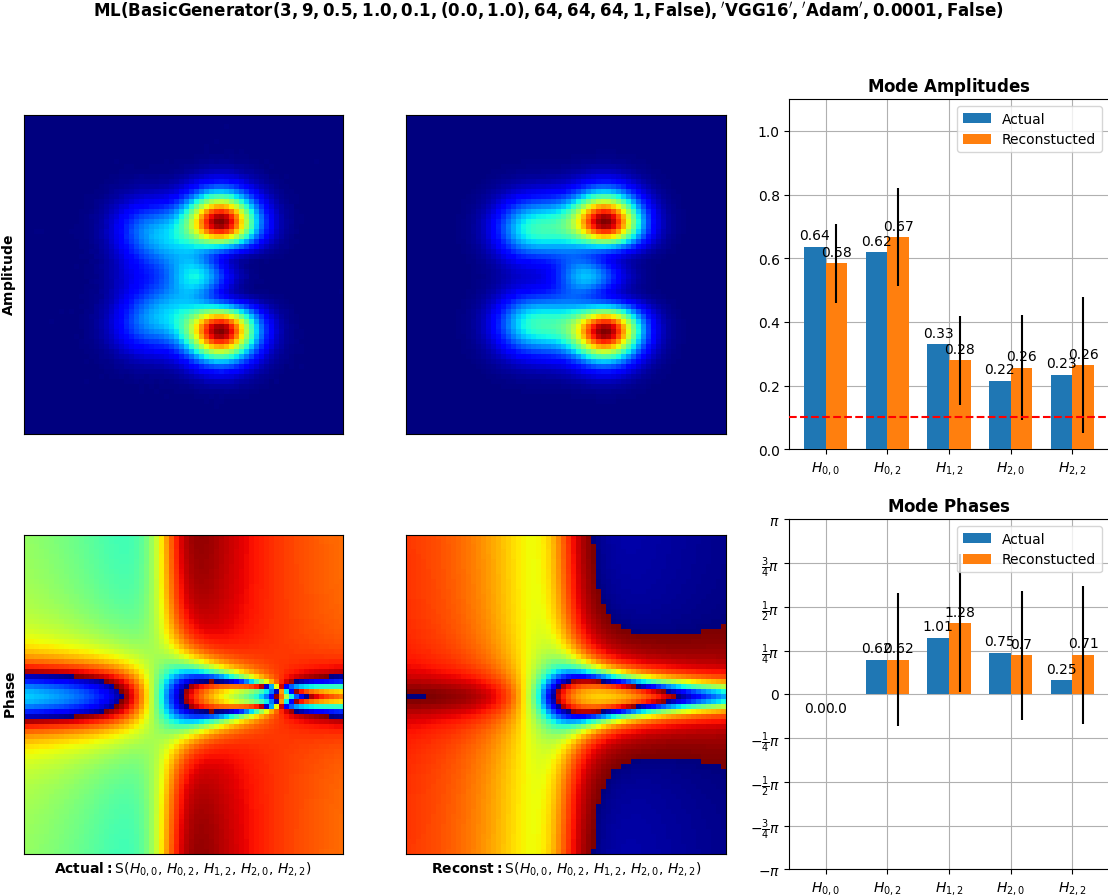 ML(BasicGenerator(3, 9, 0.5, 1.0, 0.1, (0.0, 1.0), 64, 64, 64, 1, False), ′VGG16′, ′Adam′, 0.0001, False)
Amplitude
Mode Amplitudes
Actual
Reconstucted
1.0
0.8
0.6
0.4
0.2
0.0
0.64
0.58
0.62
0.67
0.33
0.28
0.22
0.26
0.23
0.26
H0,0
H0,2
H1,2
H2,0
H2,2
Phase
Actual: S(H0,0, H0,2, H1,2, H2,0, H2,2)
Reconst: S(H0,0, H0,2, H1,2, H2,0, H2,2)
Mode Phases
Actual
Reconstucted
π
3/4π
1/2π
1/4π
0
−1/4π
−1/2π
−3/4π
−π
0.0
0.0
0.62
0.62
1.01
1.28
0.75
0.7
0.25
0.71
H0,0
H0,2
H1,2
H2,0
H2,2